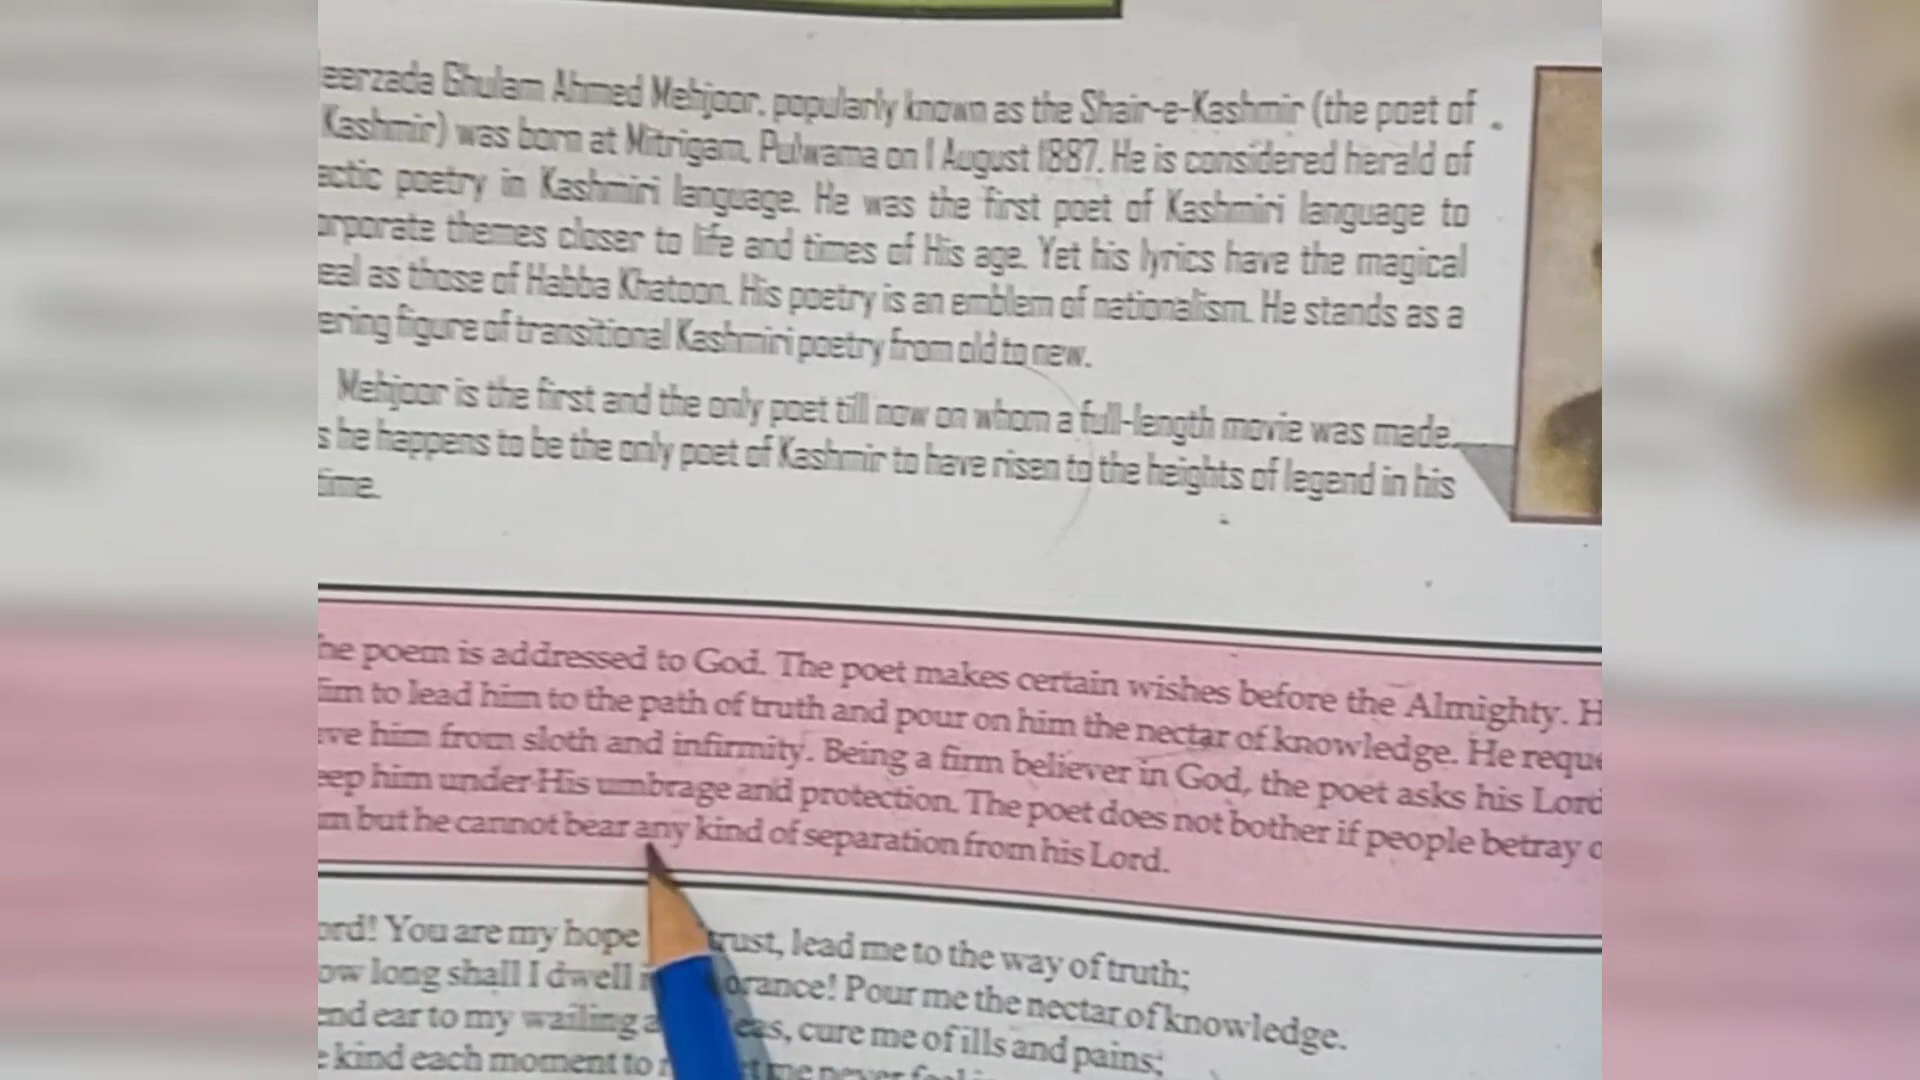 eerzada Ghulam Ahmed Mehjoor, popularly known as the Shair-e-Kashmir (the poet of
Kashmir) was born at Mitrigam, Pulwama on 1 August 1887. He is considered herald of
actic poetry in Kashmiri language. He was the first poet of Kashmiri language to
orporate themes closer to life and times of His age. Yet his lyrics have the magical
eal as those of Habba Khatoon. His poetry is an emblem of nationalism. He stands as a
ering figure of transitional Kashmiri poetry from old to new.
Mehjoor is the first and the only poet till now on whom a full-length movie was made.
s he happens to be the only poet of Kashmir to have risen to the heights of legend in his
time.
he poem is addressed to God. The poet makes certain wishes before the Almighty. H
im to lead him to the path of truth and pour on him the nectar of knowledge. He reque
ve him from sloth and infirmity. Being a firm believer in God, the poet asks his Lord
eep him under His umbrage and protection. The poet does not bother if people betray o
m but he cannot bear any kind of separation from his Lord.
ord! You are my hope trust, lead me to the way of truth;
ow long shall I dwell i orance! Pour me the nectar of knowledge.
end ear to my wailing a eas, cure me of ills and pains;
e kind each moment to me never